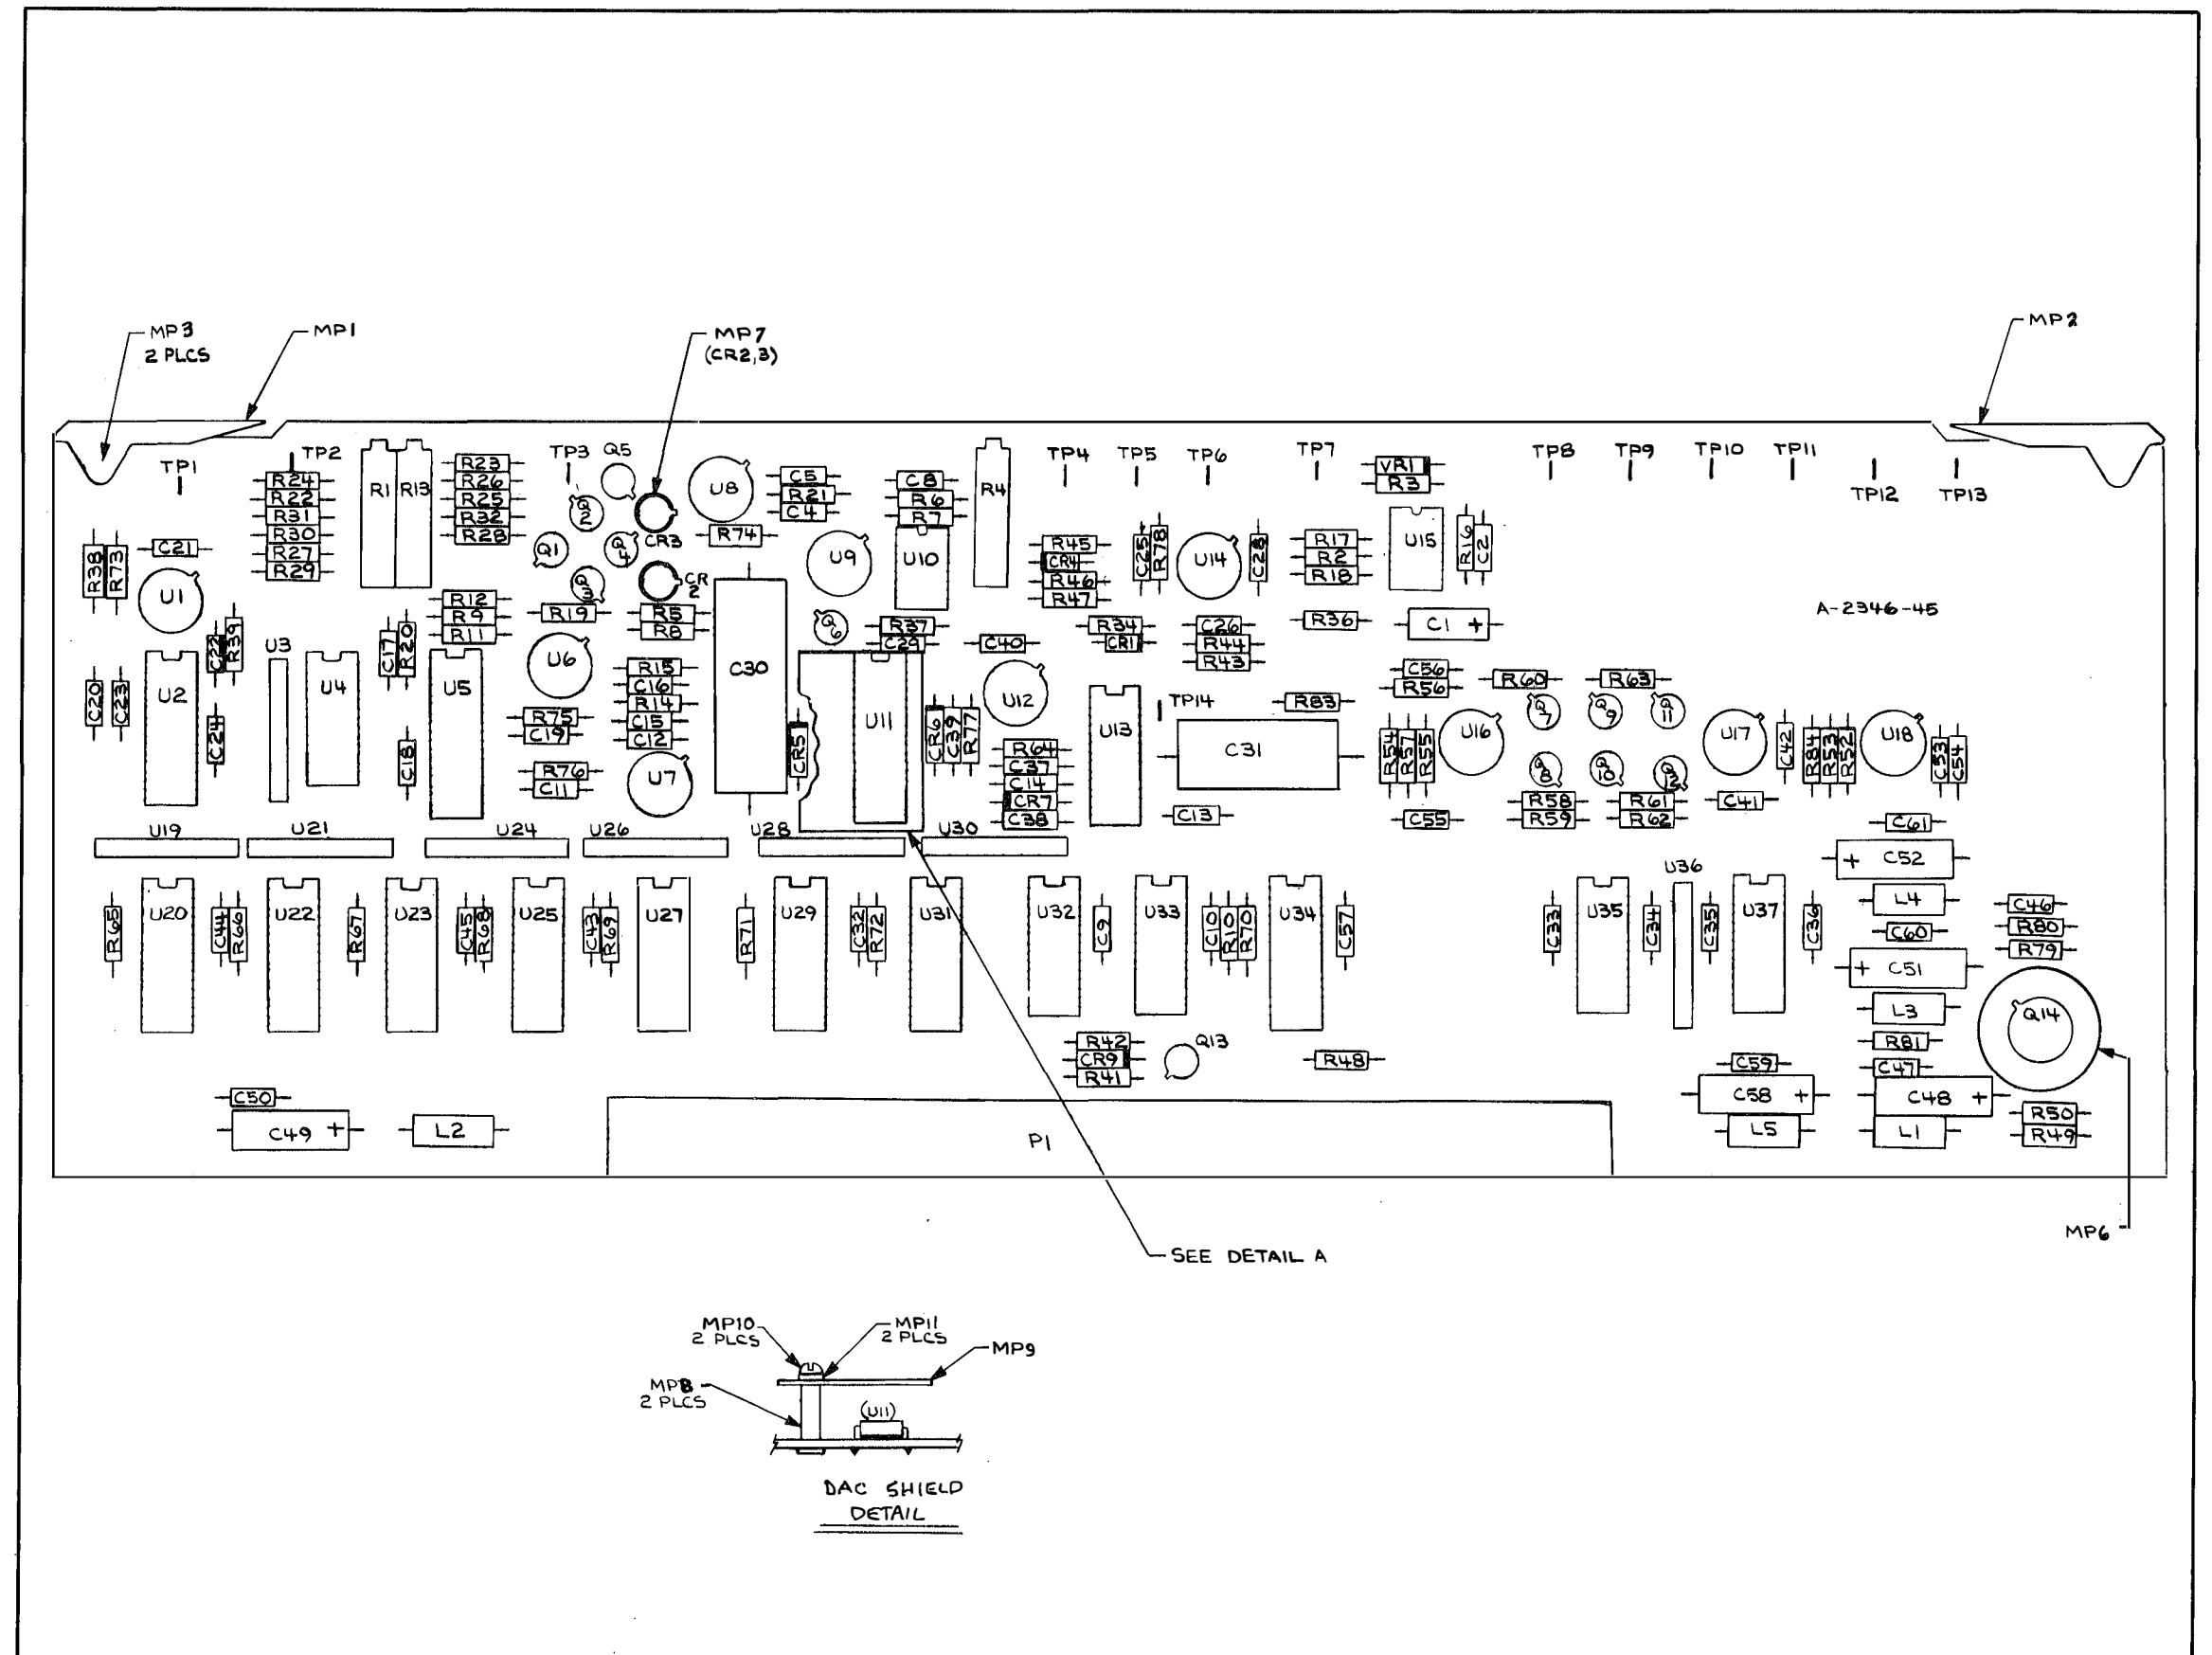 MP3
2 PLCS
MP1
MP7
(CR2,3)
MP2
TP1
TP2
TP3
Q5
TP4
TP5
TP6
TP7
TP8
TP9
TP10
TP11
TP12
TP13
R24
R22
R31
R30
R27
R29
R1
R13
R23
R26
R25
R32
R28
Q2
Q1
Q4
Q3
CR3
CR
2
U8
R74
C5
R21
C4
C8
R6
R7
R4
U9
U10
VR1
R3
R45
CR4
R46
R47
C25
R78
U14
C28
R17
R2
R18
U15
R16
C2
R38
R73
C21
U1
C22
R39
U3
C17
R20
R12
R9
R11
R19
R5
R8
Q6
R37
C29
C40
R34
CR1
C26
R44
R43
R36
C1 +
A-2346-45
C20
C23
U2
C24
U4
C18
U5
U6
R15
C16
R14
C15
C12
R75
C19
R76
C11
U7
C30
CR5
U11
CR6
C39
R77
U12
R64
C37
C14
CR7
C38
U13
TP14
R83
C31
C13
C56
R56
R54
R57
R55
U16
C55
R60
R63
Q7
Q9
Q11
Q8
Q10
Q12
R58
R59
R61
R62
U17
C41
C42
R84
R53
R52
U18
C53
C54
C61
U19
U21
U24
U26
U28
U30
U36
+ C52
L4
C60
+ C51
L3
R81
C47
C48 +
L1
C46
R80
R79
Q14
R50
R49
R65
U20
C44
R66
U22
R67
U23
C45
R68
U25
C43
R69
U27
R71
U29
C32
R72
U31
U32
C9
U33
C10
R10
R70
U34
C57
C33
U35
C34
C35
U37
C36
R42
CR9
R41
Q13
R48
C59
C58 +
L5
C50
C49 +
L2
P1
MP6
SEE DETAIL A
MP10
2 PLCS
MP11
2 PLCS
MP9
MP8
2 PLCS
(U11)
DAC SHIELD
DETAIL